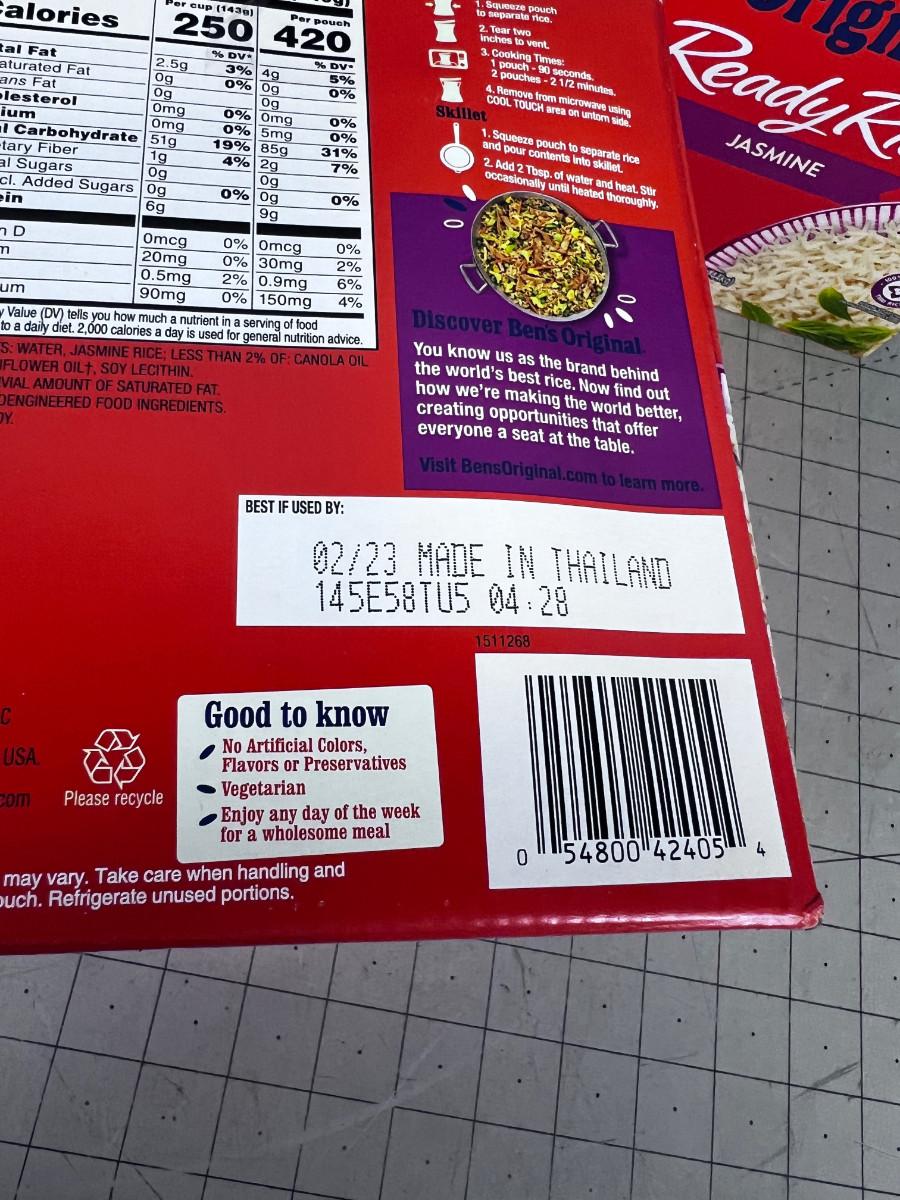 Calories
Per cup (143g)
250
Per pouch
420
% DV*
% DV*
tal Fat 2.5g 3% 4g 5%
aturated Fat 0g 0% 0g 0%
ans Fat 0g 0g
olesterol 0mg 0% 0mg 0%
ium 0mg 0% 5mg 0%
l Carbohydrate 51g 19% 85g 31%
etary Fiber 1g 4% 2g 7%
al Sugars 0g 0g
cl. Added Sugars 0g 0% 0g 0%
ein 6g 9g
n D 0mcg 0% 0mcg 0%
m 20mg 0% 30mg 2%
0.5mg 2% 0.9mg 6%
um 90mg 0% 150mg 4%
y Value (DV) tells you how much a nutrient in a serving of food
to a daily diet. 2,000 calories a day is used for general nutrition advice.
S: WATER, JASMINE RICE; LESS THAN 2% OF: CANOLA OIL
FLOWER OIL†, SOY LECITHIN.
VIAL AMOUNT OF SATURATED FAT.
OENGINEERED FOOD INGREDIENTS.
OY.
1. Squeeze pouch
to separate rice.
2. Tear two
inches to vent.
3. Cooking Times:
1 pouch - 90 seconds.
2 pouches - 2 1/2 minutes.
4. Remove from microwave using
COOL TOUCH area on untorn side.
Skillet
1. Squeeze pouch to separate rice
and pour contents into skillet.
2. Add 2 Tbsp. of water and heat. Stir
occasionally until heated thoroughly.
Discover Ben's Original
You know us as the brand behind
the world's best rice. Now find out
how we're making the world better,
creating opportunities that offer
everyone a seat at the table.
Visit BensOriginal.com to learn more.
BEST IF USED BY:
02/23 MADE IN THAILAND
145E58TU5 04:28
1511268
0 54800 42405 4
C
USA.
com
Please recycle
Good to know
No Artificial Colors,
Flavors or Preservatives
Vegetarian
Enjoy any day of the week
for a wholesome meal
may vary. Take care when handling and
ouch. Refrigerate unused portions.
Origin
Ready Ri
JASMINE